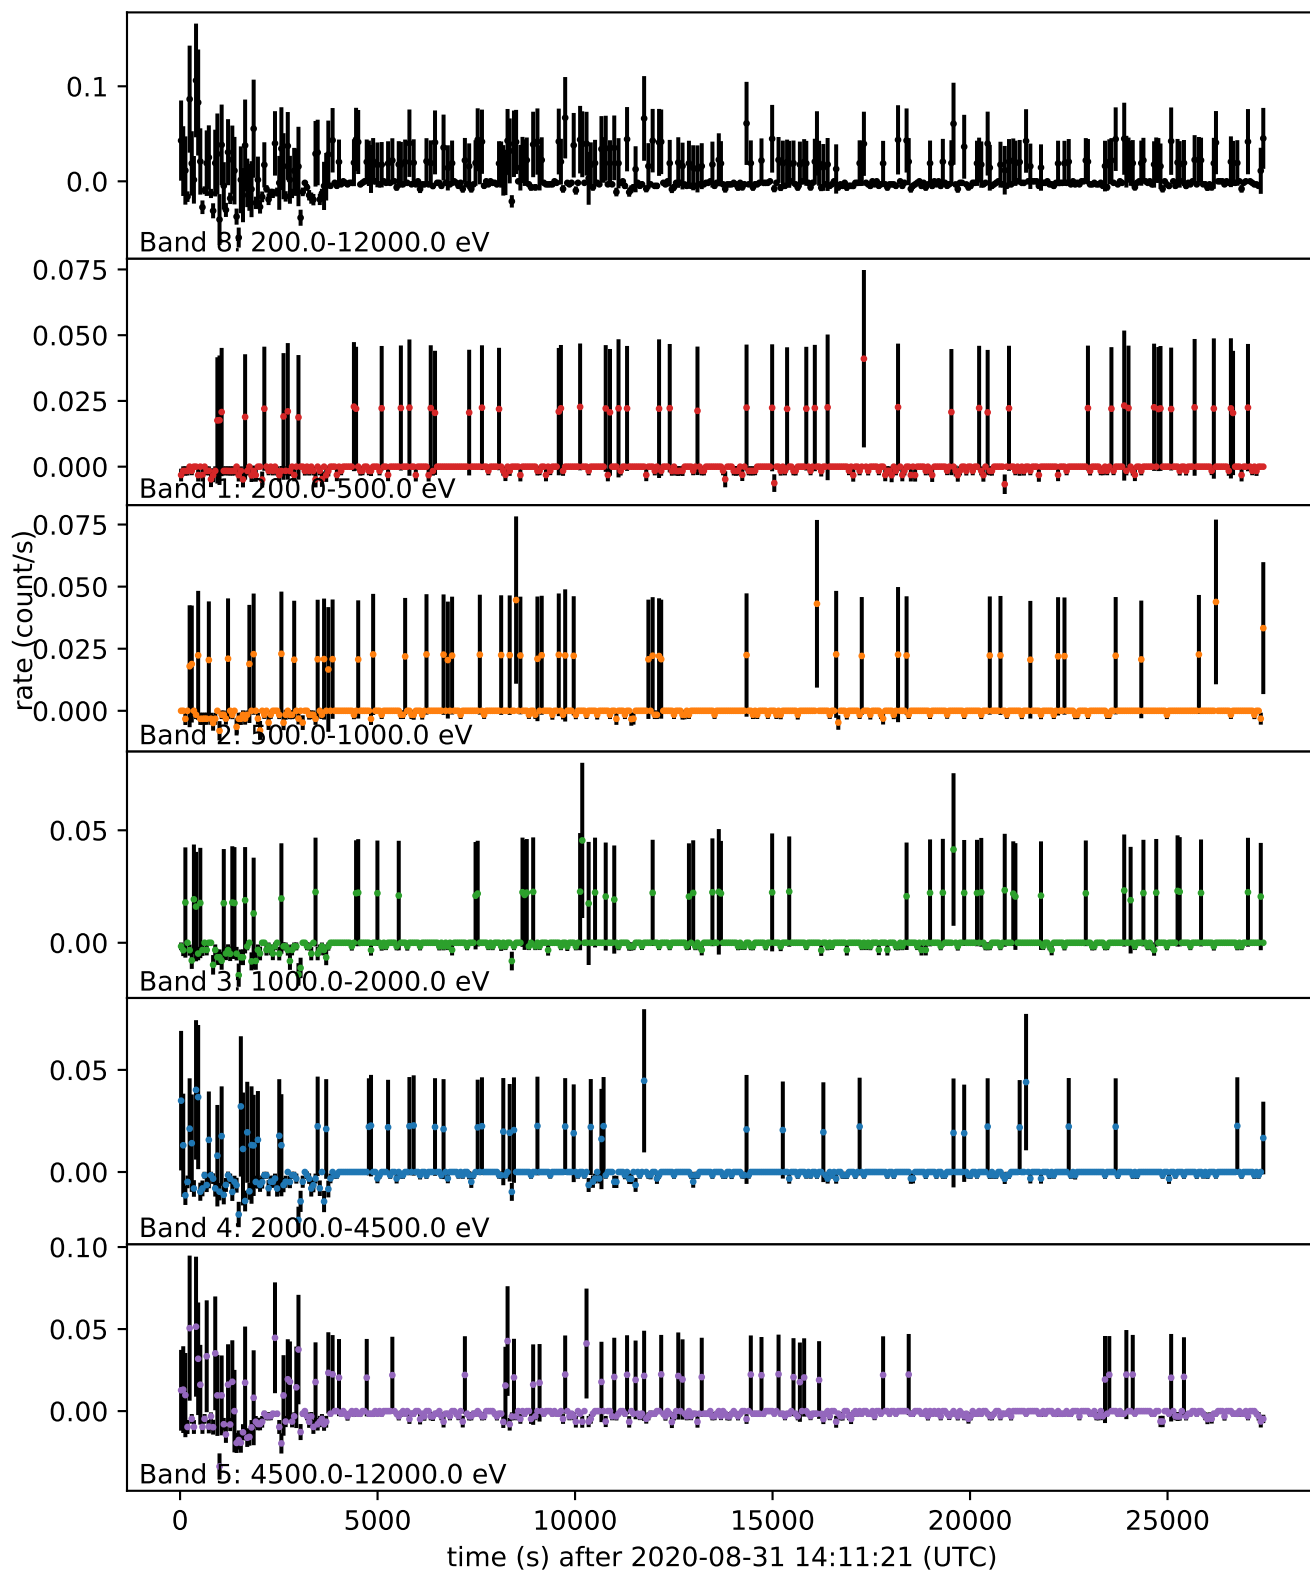 0.1
0.0
Band 8: 200.0-12000.0 eV
0.075
0.050
0.025
0.000
Band 1: 200.0-500.0 eV
0.075
0.050
0.025
0.000
Band 2: 500.0-1000.0 eV
rate (count/s)
0.05
0.00
Band 3: 1000.0-2000.0 eV
0.05
0.00
Band 4: 2000.0-4500.0 eV
0.10
0.05
0.00
Band 5: 4500.0-12000.0 eV
0 5000 10000 15000 20000 25000
time (s) after 2020-08-31 14:11:21 (UTC)